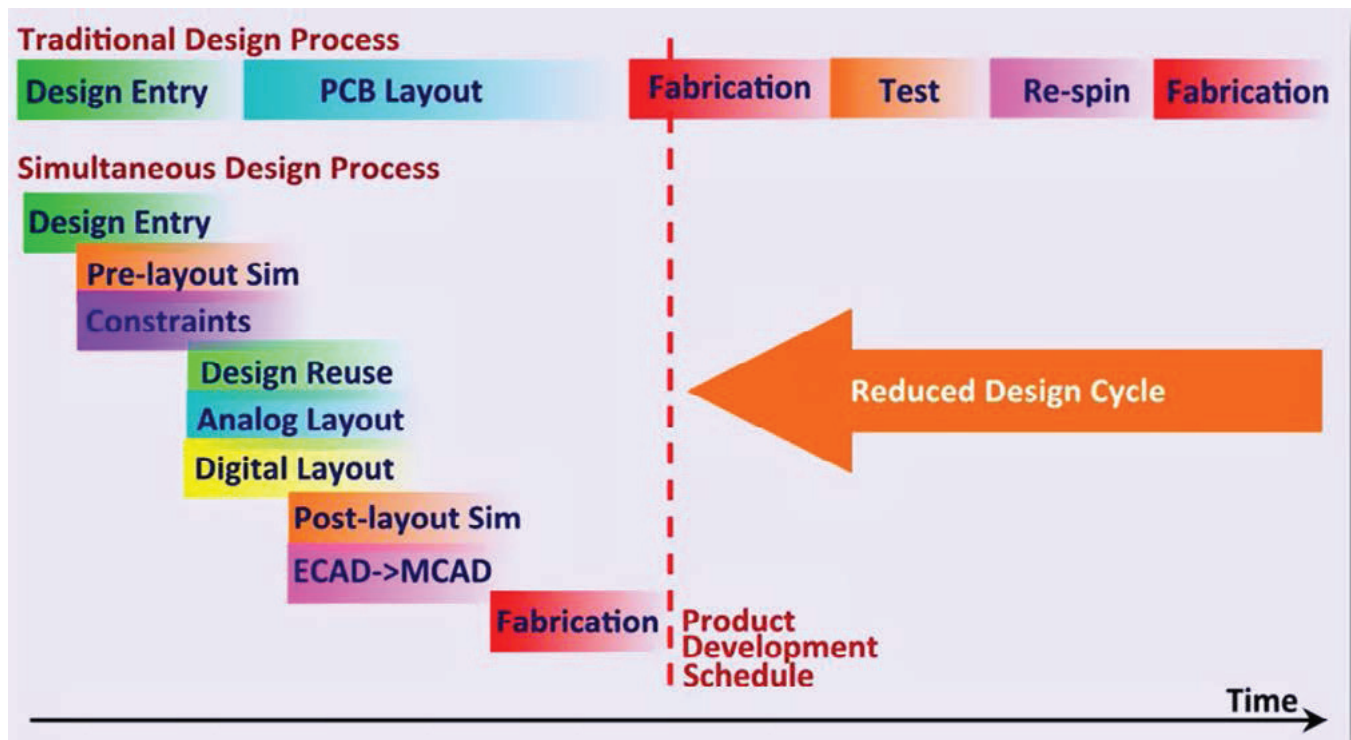 Traditional Design Process
Design Entry PCB Layout Fabrication Test Re-spin Fabrication
Simultaneous Design Process
Design Entry
Pre-layout Sim
Constraints
Design Reuse
Analog Layout
Digital Layout
Post-layout Sim
ECAD->MCAD
Fabrication
Reduced Design Cycle
Product
Development
Schedule
Time